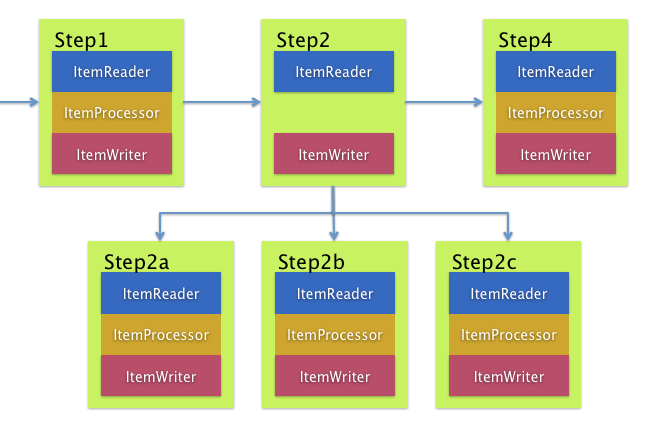 Step1
ItemReader
ItemProcessor
ItemWriter
Step2
ItemReader
ItemWriter
Step4
ItemReader
ItemProcessor
ItemWriter
Step2a
ItemReader
ItemProcessor
ItemWriter
Step2b
ItemReader
ItemProcessor
ItemWriter
Step2c
ItemReader
ItemProcessor
ItemWriter